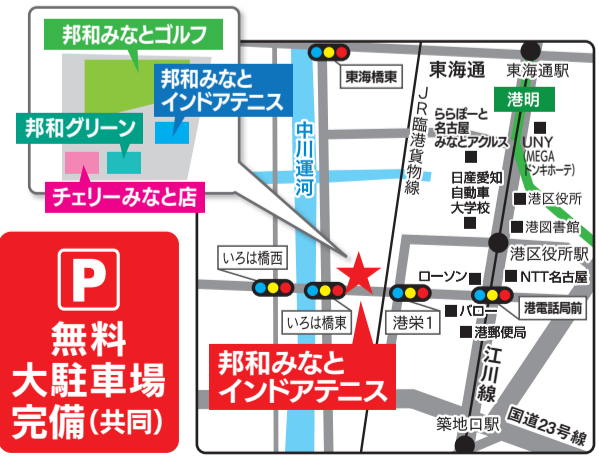 邦和みなとゴルフ
邦和みなと
インドアテニス
邦和グリーン
チェリーみなと店
P
無料
大駐車場
完備(共同)
東海橋東
東海通
東海通駅
港明
中川運河
JR臨港貨物線
ららぽーと
名古屋
みなとアクルス
UNY
(MEGA
ドンキホーテ)
日産愛知
自動車
大学校
港区役所
港図書館
港区役所駅
いろは橋西
ローソン
NTT名古屋
いろは橋東
港栄1
バロー
港電話局前
港郵便局
邦和みなと
インドアテニス
江川線
築地口駅
国道23号線